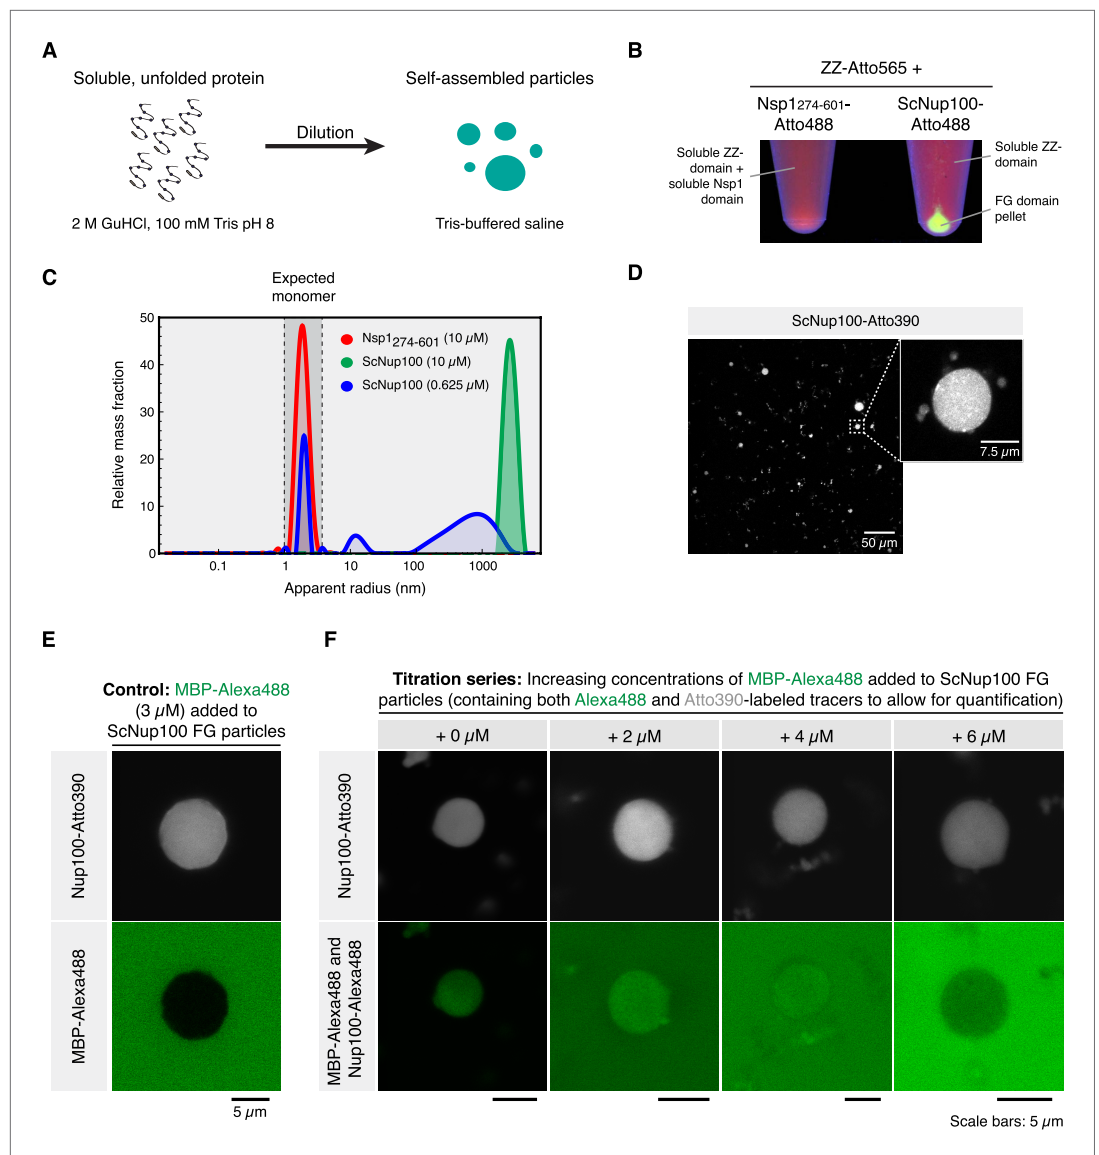 A
Soluble, unfolded protein
Dilution
Self-assembled particles
2 M GuHCl, 100 mM Tris pH 8
Tris-buffered saline
B
ZZ-Atto565 +
Nsp1274-601-
Atto488
ScNup100-
Atto488
Soluble ZZ-
domain +
soluble Nsp1
domain
Soluble ZZ-
domain
FG domain
pellet
C
Expected
monomer
Relative mass fraction
50
40
30
20
10
0
Nsp1274-601 (10 µM)
ScNup100 (10 µM)
ScNup100 (0.625 µM)
0.1
1
10
100
1000
Apparent radius (nm)
D
ScNup100-Atto390
7.5 µm
50 µm
E
Control: MBP-Alexa488
(3 µM) added to
ScNup100 FG particles
Nup100-Atto390
MBP-Alexa488
5 µm
F
Titration series: Increasing concentrations of MBP-Alexa488 added to ScNup100 FG
particles (containing both Alexa488 and Atto390-labeled tracers to allow for quantification)
+ 0 µM
+ 2 µM
+ 4 µM
+ 6 µM
Nup100-Atto390
MBP-Alexa488 and
Nup100-Alexa488
Scale bars: 5 µm